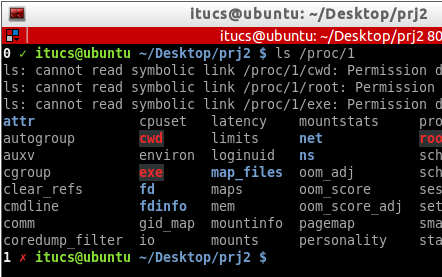 itucs@ubuntu: ~/Desktop/prj2
itucs@ubuntu: ~/Desktop/prj2 80
0 ✓ itucs@ubuntu ~/Desktop/prj2 $ ls /proc/1
ls: cannot read symbolic link /proc/1/cwd: Permission d
ls: cannot read symbolic link /proc/1/root: Permission
ls: cannot read symbolic link /proc/1/exe: Permission d
attr cpuset latency mountstats pro
autogroup cwd limits net roo
auxv environ loginuid ns sch
cgroup exe map_files oom_adj sch
clear_refs fd maps oom_score ses
cmdline fdinfo mem oom_score_adj set
comm gid_map mountinfo pagemap sma
coredump_filter io mounts personality sta
1 ✗ itucs@ubuntu ~/Desktop/prj2 $